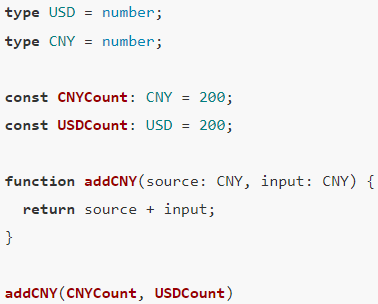 type USD = number;
type CNY = number;
const CNYCount: CNY = 200;
const USDCount: USD = 200;
function addCNY(source: CNY, input: CNY) {
  return source + input;
}
addCNY(CNYCount, USDCount)